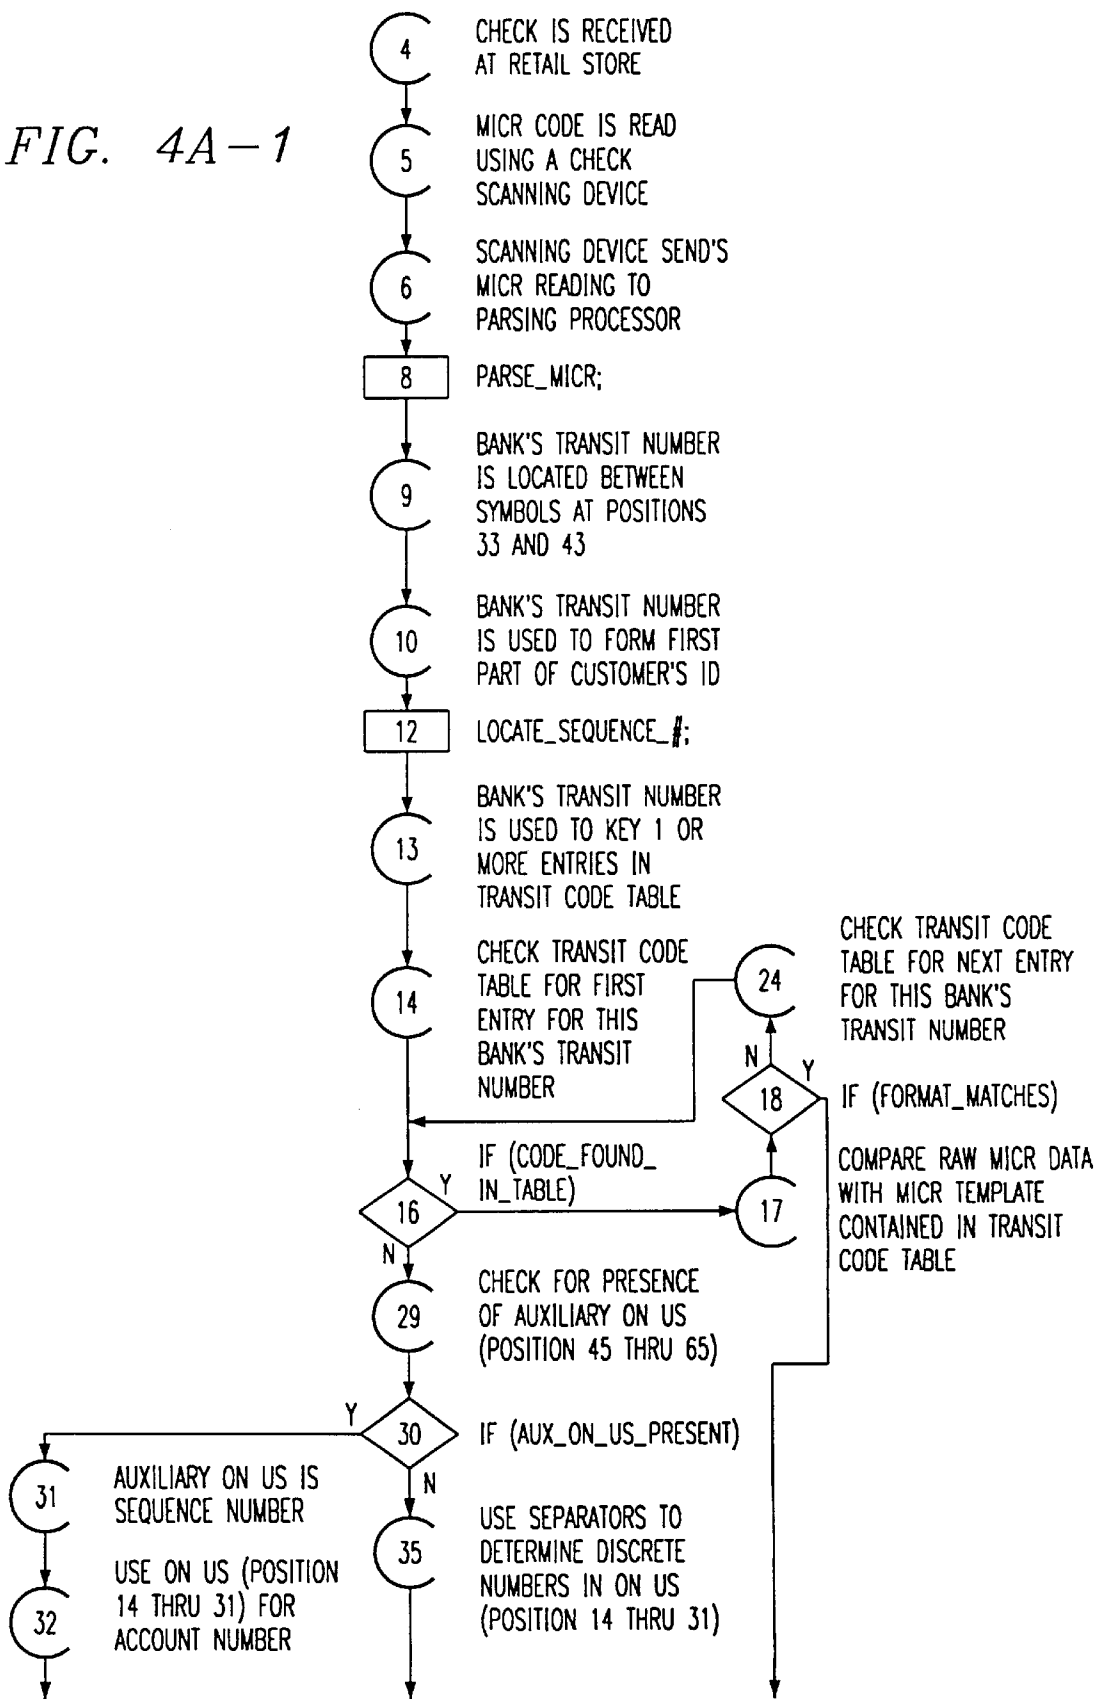 FIG. 4A-1
4
CHECK IS RECEIVED
AT RETAIL STORE
5
MICR CODE IS READ
USING A CHECK
SCANNING DEVICE
6
SCANNING DEVICE SEND'S
MICR READING TO
PARSING PROCESSOR
8
PARSE_MICR;
9
BANK'S TRANSIT NUMBER
IS LOCATED BETWEEN
SYMBOLS AT POSITIONS
33 AND 43
10
BANK'S TRANSIT NUMBER
IS USED TO FORM FIRST
PART OF CUSTOMER'S ID
12
LOCATE_SEQUENCE_#;
13
BANK'S TRANSIT NUMBER
IS USED TO KEY 1 OR
MORE ENTRIES IN
TRANSIT CODE TABLE
14
CHECK TRANSIT CODE
TABLE FOR FIRST
ENTRY FOR THIS
BANK'S TRANSIT
NUMBER
24
CHECK TRANSIT CODE
TABLE FOR NEXT ENTRY
FOR THIS BANK'S
TRANSIT NUMBER
N
Y
18
IF (FORMAT_MATCHES)
16
Y
IF (CODE_FOUND_
IN_TABLE)
N
17
COMPARE RAW MICR DATA
WITH MICR TEMPLATE
CONTAINED IN TRANSIT
CODE TABLE
29
CHECK FOR PRESENCE
OF AUXILIARY ON US
(POSITION 45 THRU 65)
Y
30
IF (AUX_ON_US_PRESENT)
N
31
AUXILIARY ON US IS
SEQUENCE NUMBER
32
USE ON US (POSITION
14 THRU 31) FOR
ACCOUNT NUMBER
35
USE SEPARATORS TO
DETERMINE DISCRETE
NUMBERS IN ON US
(POSITION 14 THRU 31)